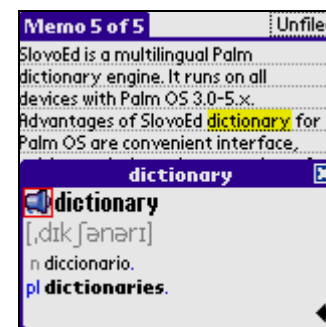 Memo 5 of 5 Unfile
SlovoEd is a multilingual Palm
dictionary engine. It runs on all
devices with Palm OS 3.0-5.x.
Advantages of SlovoEd dictionary for
Palm OS are convenient interface,
dictionary
dictionary
[ˌdɪkʃənərɪ]
n diccionario.
pl dictionaries.